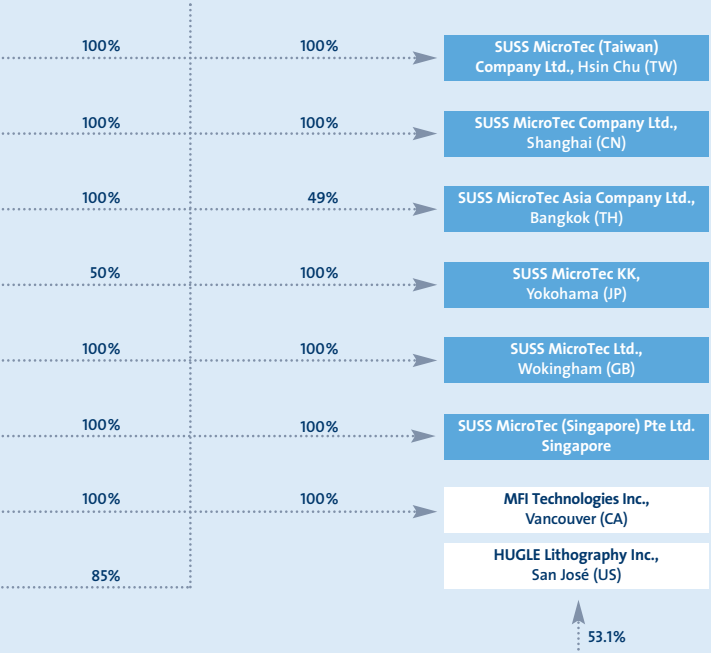 100%
100%
SUSS MicroTec (Taiwan)
Company Ltd., Hsin Chu (TW)
100%
100%
SUSS MicroTec Company Ltd.,
Shanghai (CN)
100%
49%
SUSS MicroTec Asia Company Ltd.,
Bangkok (TH)
50%
100%
SUSS MicroTec KK,
Yokohama (JP)
100%
100%
SUSS MicroTec Ltd.,
Wokingham (GB)
100%
100%
SUSS MicroTec (Singapore) Pte Ltd.
Singapore
100%
100%
MFI Technologies Inc.,
Vancouver (CA)
85%
HUGLE Lithography Inc.,
San José (US)
53.1%